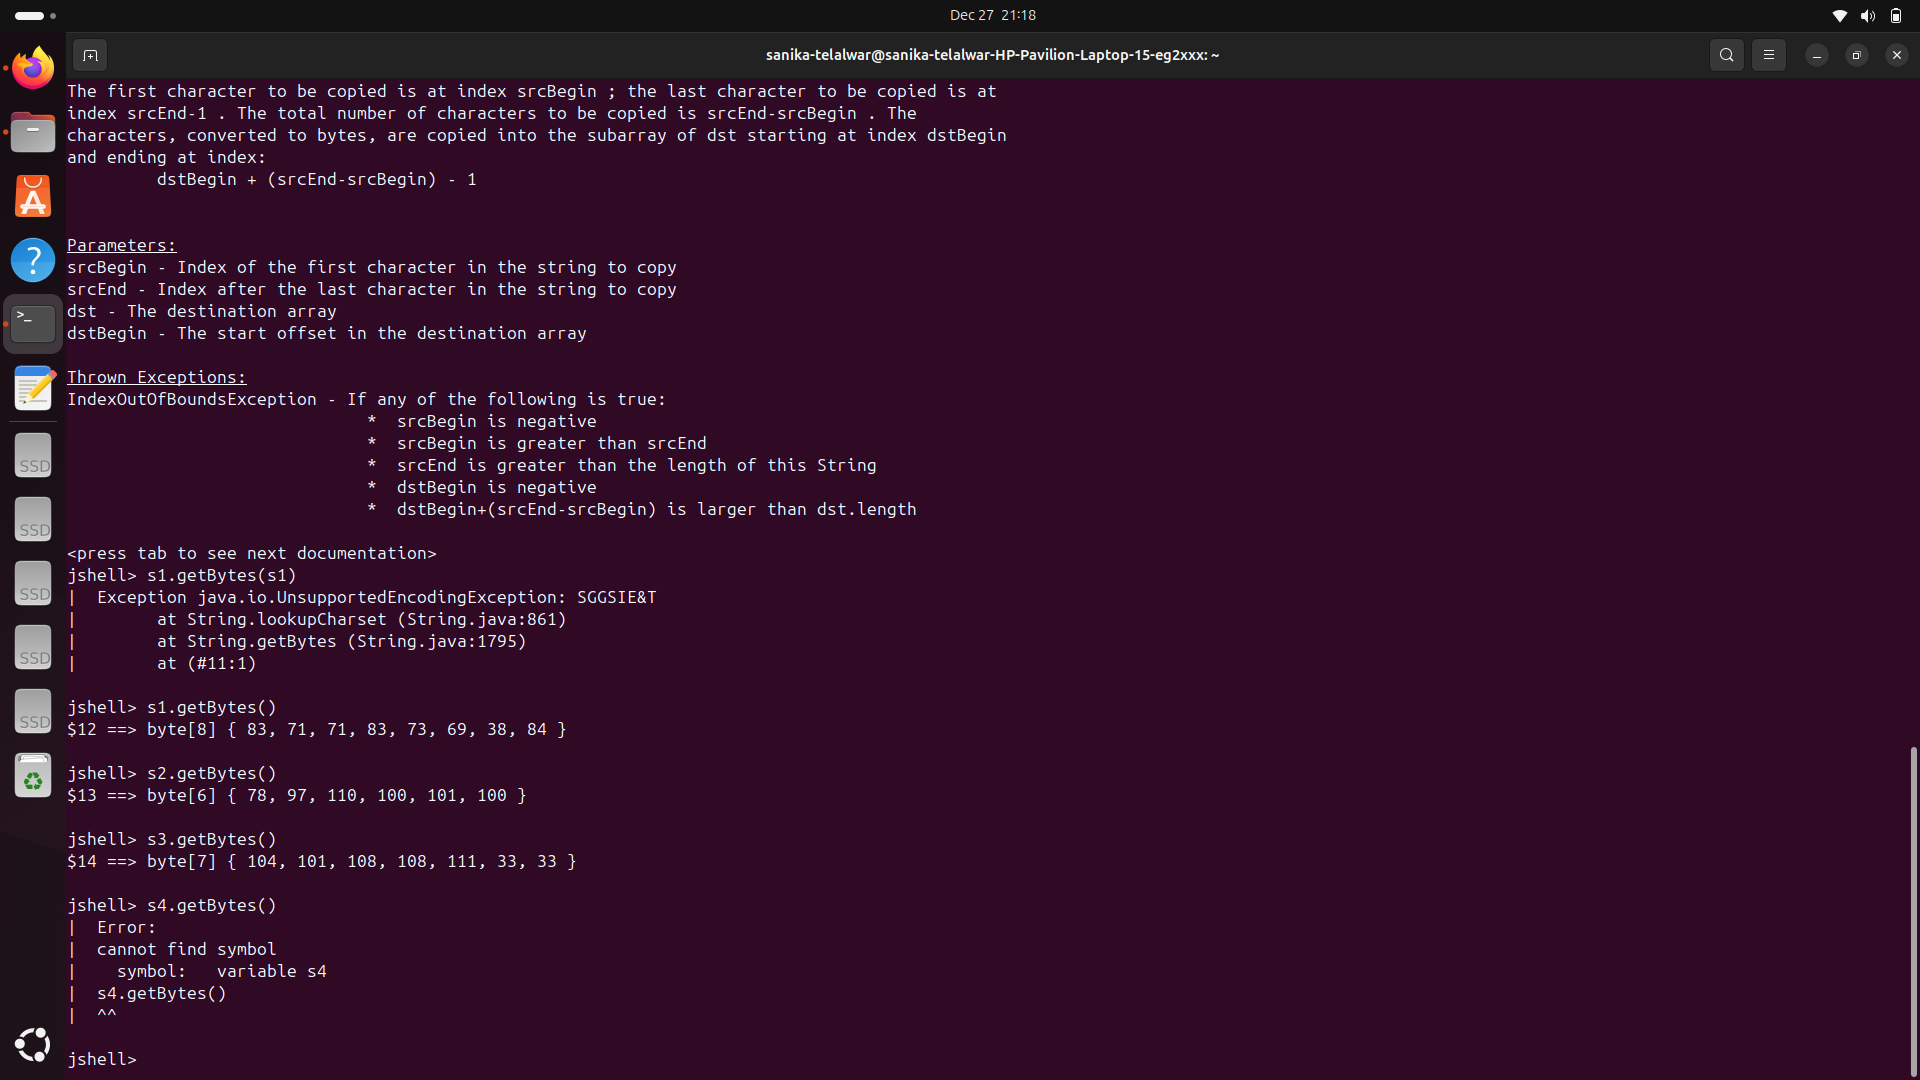 Dec 27 21:18
sanika-telalwar@sanika-telalwar-HP-Pavilion-Laptop-15-eg2xxx: ~
The first character to be copied is at index srcBegin ; the last character to be copied is at
index srcEnd-1 . The total number of characters to be copied is srcEnd-srcBegin . The
characters, converted to bytes, are copied into the subarray of dst starting at index dstBegin
and ending at index:
dstBegin + (srcEnd-srcBegin) - 1
Parameters:
srcBegin - Index of the first character in the string to copy
srcEnd - Index after the last character in the string to copy
dst - The destination array
dstBegin - The start offset in the destination array
Thrown Exceptions:
IndexOutOfBoundsException - If any of the following is true:
* srcBegin is negative
* srcBegin is greater than srcEnd
* srcEnd is greater than the length of this String
* dstBegin is negative
* dstBegin+(srcEnd-srcBegin) is larger than dst.length
<press tab to see next documentation>
jshell> s1.getBytes(s1)
| Exception java.io.UnsupportedEncodingException: SGGSIE&T
| at String.lookupCharset (String.java:861)
| at String.getBytes (String.java:1795)
| at (#11:1)
jshell> s1.getBytes()
$12 ==> byte[8] { 83, 71, 71, 83, 73, 69, 38, 84 }
jshell> s2.getBytes()
$13 ==> byte[6] { 78, 97, 110, 100, 101, 100 }
jshell> s3.getBytes()
$14 ==> byte[7] { 104, 101, 108, 108, 111, 33, 33 }
jshell> s4.getBytes()
| Error:
| cannot find symbol
| symbol: variable s4
| s4.getBytes()
| ^^
jshell>
?
>_
SSD
SSD
SSD
SSD
SSD